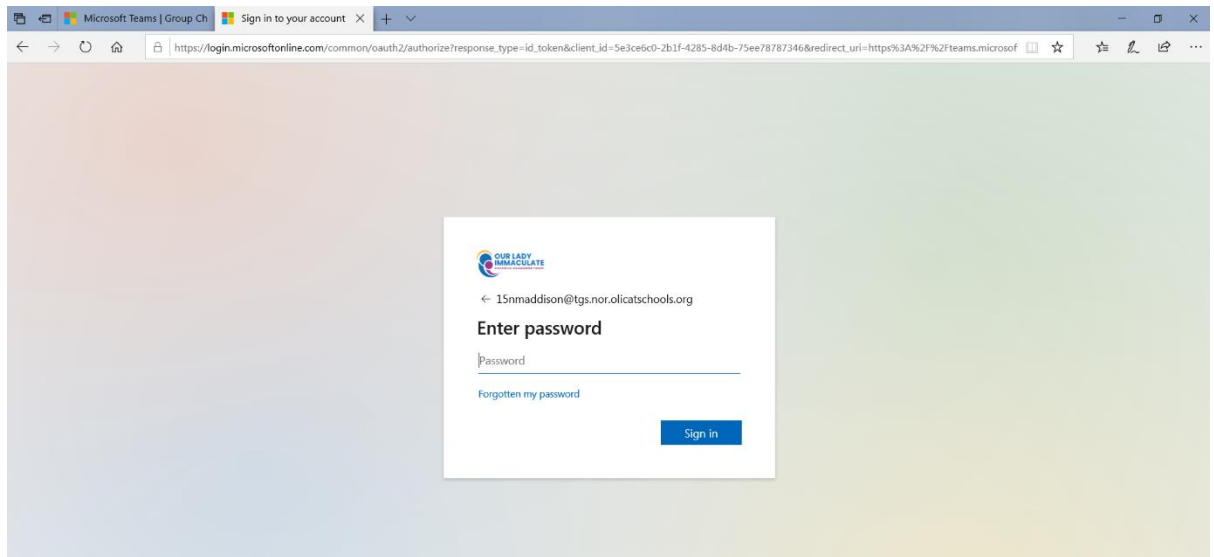 Microsoft Teams | Group Ch
Sign in to your account
https://login.microsoftonline.com/common/oauth2/authorize?response_type=id_token&client_id=5e3ce6c0-2b1f-4285-8d4b-75ee78787346&redirect_uri=https%3A%2F%2Fteams.microsof
OUR LADY
IMMACULATE
15nmaddison@tgs.nor.olicatschools.org
Enter password
Password
Forgotten my password
Sign in